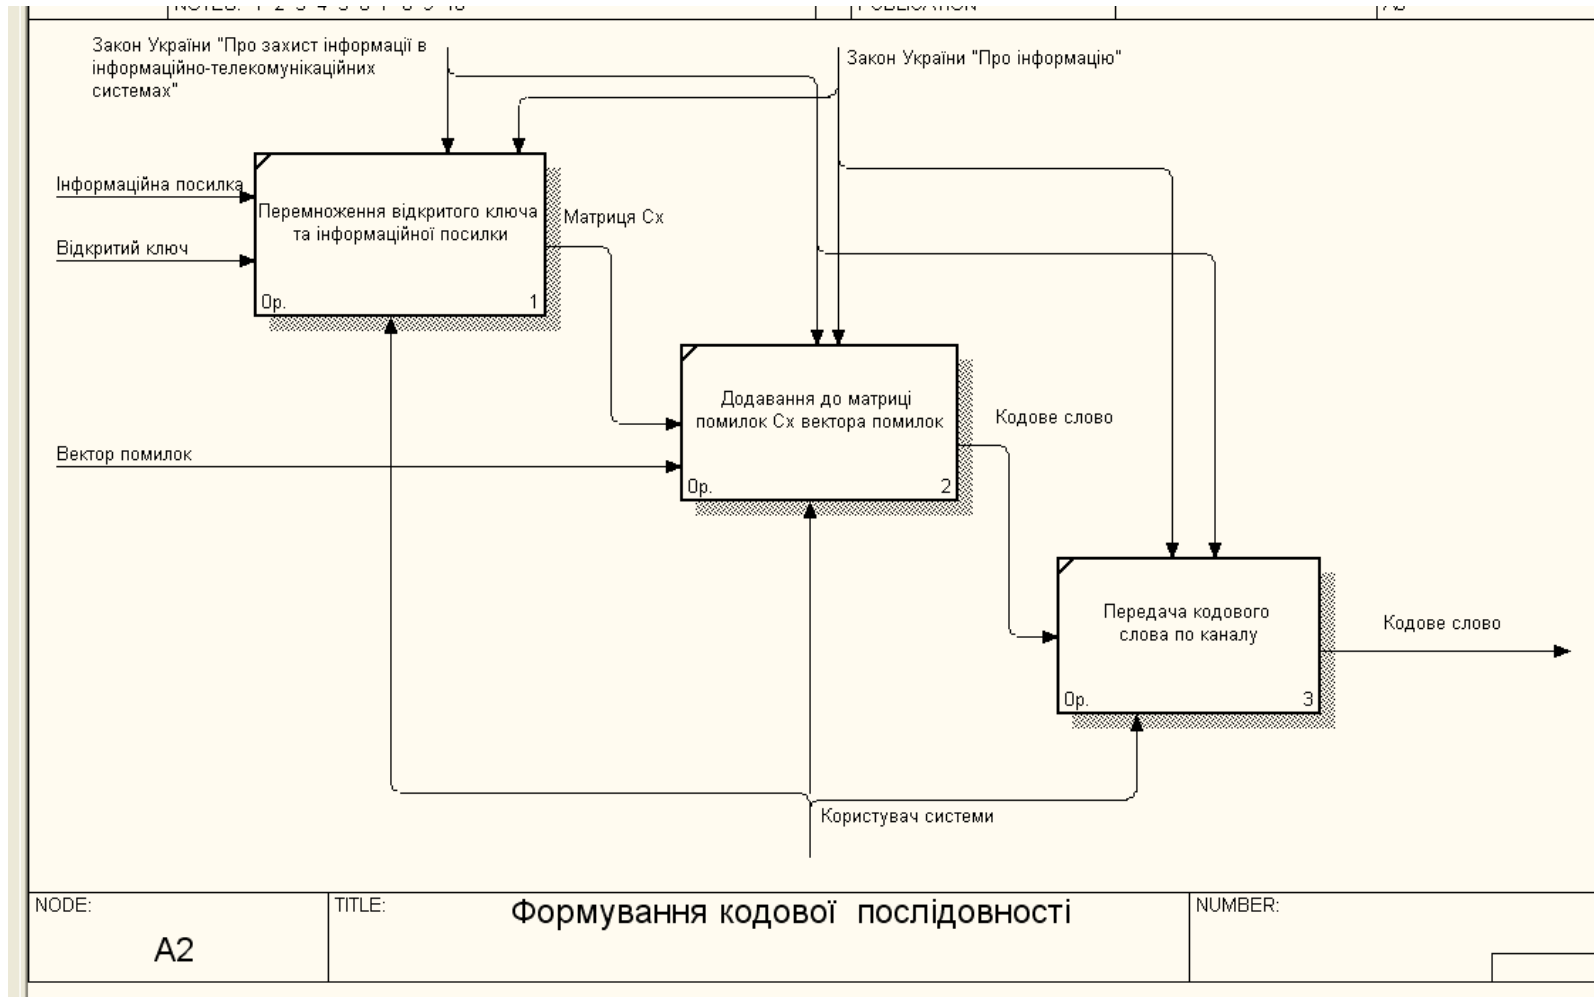 Закон України "Про захист інформації в
інформаційно-телекомунікаційних
системах"
Закон України "Про інформацію"
Інформаційна посилка
Відкритий ключ
Перемноження відкритого ключа
та інформаційної посилки
0р.
1
Матриця Сх
Вектор помилок
Додавання до матриці
помилок Сх вектора помилок
0р.
2
Кодове слово
Передача кодового
слова по каналу
0р.
3
Кодове слово
Користувач системи
NODE:
A2
TITLE:
Формування кодової послідовності
NUMBER: